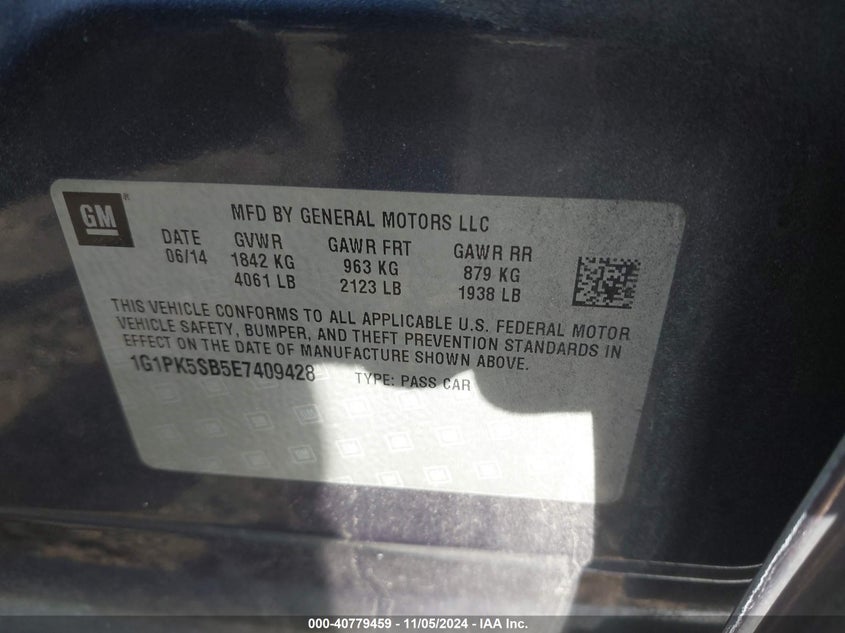 GM®
MFD BY GENERAL MOTORS LLC
DATE GVWR GAWR FRT GAWR RR
06/14 1842 KG 963 KG 879 KG
4061 LB 2123 LB 1938 LB
THIS VEHICLE CONFORMS TO ALL APPLICABLE U.S. FEDERAL MOTOR
VEHICLE SAFETY, BUMPER, AND THEFT PREVENTION STANDARDS IN
EFFECT ON THE DATE OF MANUFACTURE SHOWN ABOVE.
1G1PK5SB5E7409428 TYPE: PASS CAR
000-40779459 - 11/05/2024 - IAA Inc.